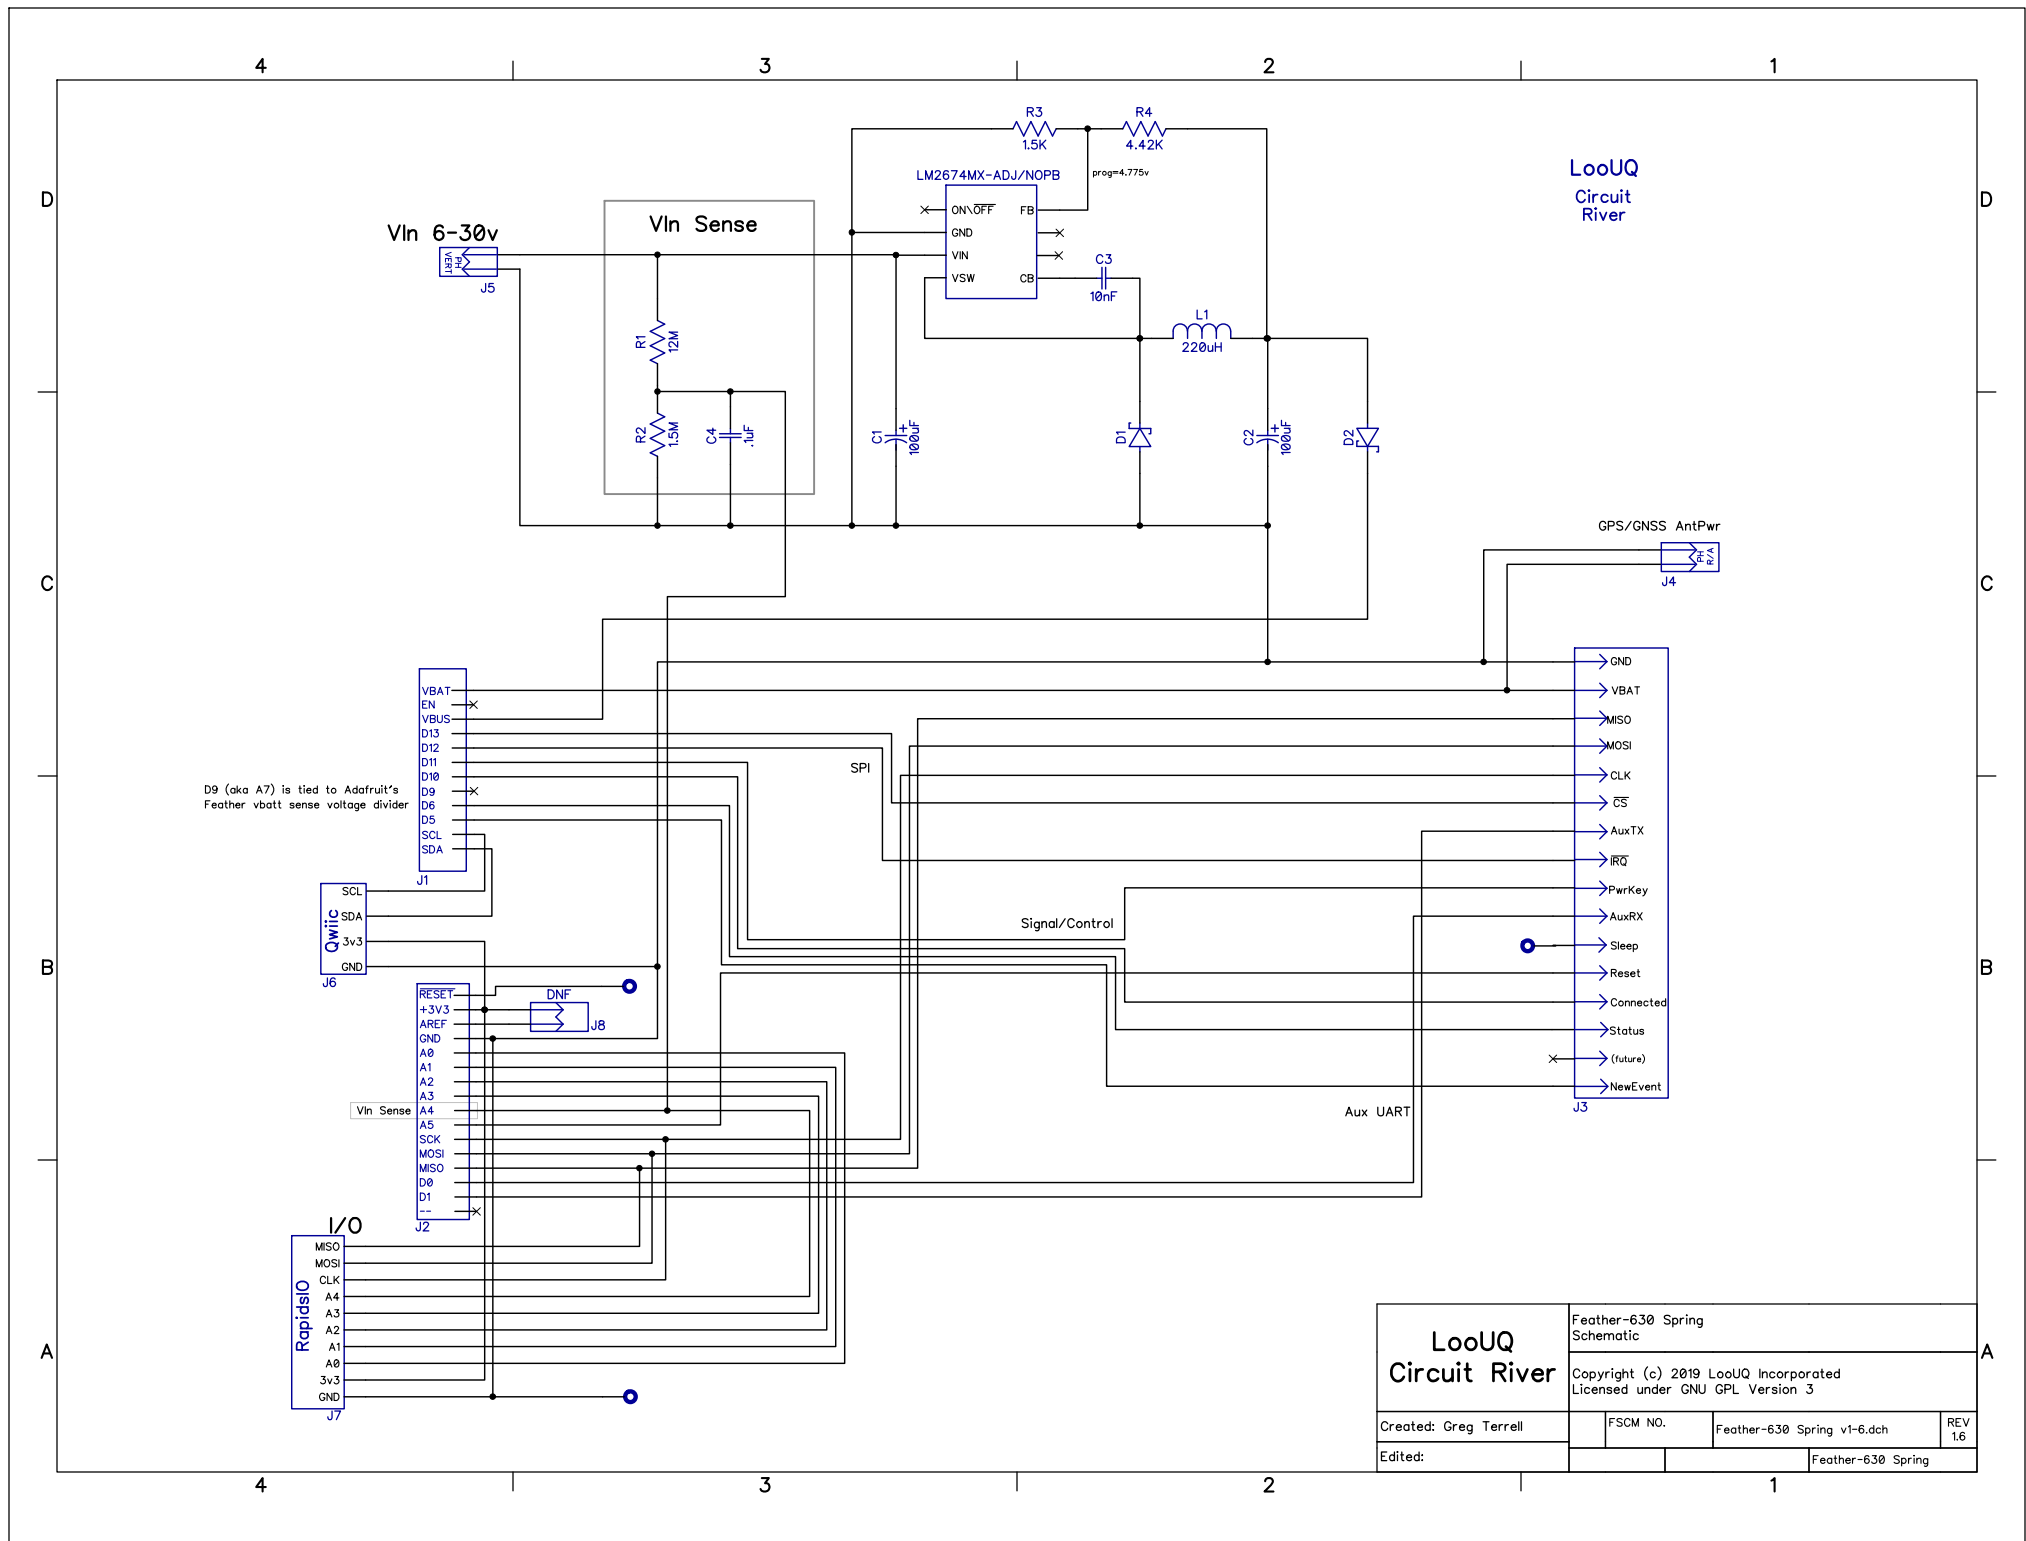 4 3 2 1
D
D
C
C
B
B
A
A
4 3 2 1
LooUQ
Circuit
River
R3
1.5K
R4
4.42K
LM2674MX-ADJ/NOPB
prog=4.775v
ON\OFF
GND
VIN
VSW
FB
CB
C3
10nF
L1
220uH
VIn Sense
VIn 6-30v
PH
VERT
J5
R1
12M
R2
1.5M
C4
.1uF
C1
+
100uF
D1
C2
+
100uF
D2
GPS/GNSS AntPwr
PH
R/A
J4
VBAT
EN
VBUS
D13
D12
D11
D10
D9
D6
D5
SCL
SDA
J1
D9 (aka A7) is tied to Adafruit's
Feather vbatt sense voltage divider
SPI
Signal/Control
Aux UART
GND
VBAT
MISO
MOSI
CLK
CS
AuxTX
IRQ
PwrKey
AuxRX
Sleep
Reset
Connected
Status
(future)
NewEvent
J3
Qwiic
SCL
SDA
3v3
GND
J6
RESET
+3V3
AREF
GND
A0
A1
A2
A3
A4
A5
SCK
MOSI
MISO
D0
D1
--
J2
VIn Sense
DNF
J8
I/O
RapidsIO
MISO
MOSI
CLK
A4
A3
A2
A1
A0
3v3
GND
J7
LooUQ
Circuit River
Feather-630 Spring
Schematic
Copyright (c) 2019 LooUQ Incorporated
Licensed under GNU GPL Version 3
Created: Greg Terrell
FSCM NO.
Feather-630 Spring v1-6.dch
REV
1.6
Edited:
Feather-630 Spring